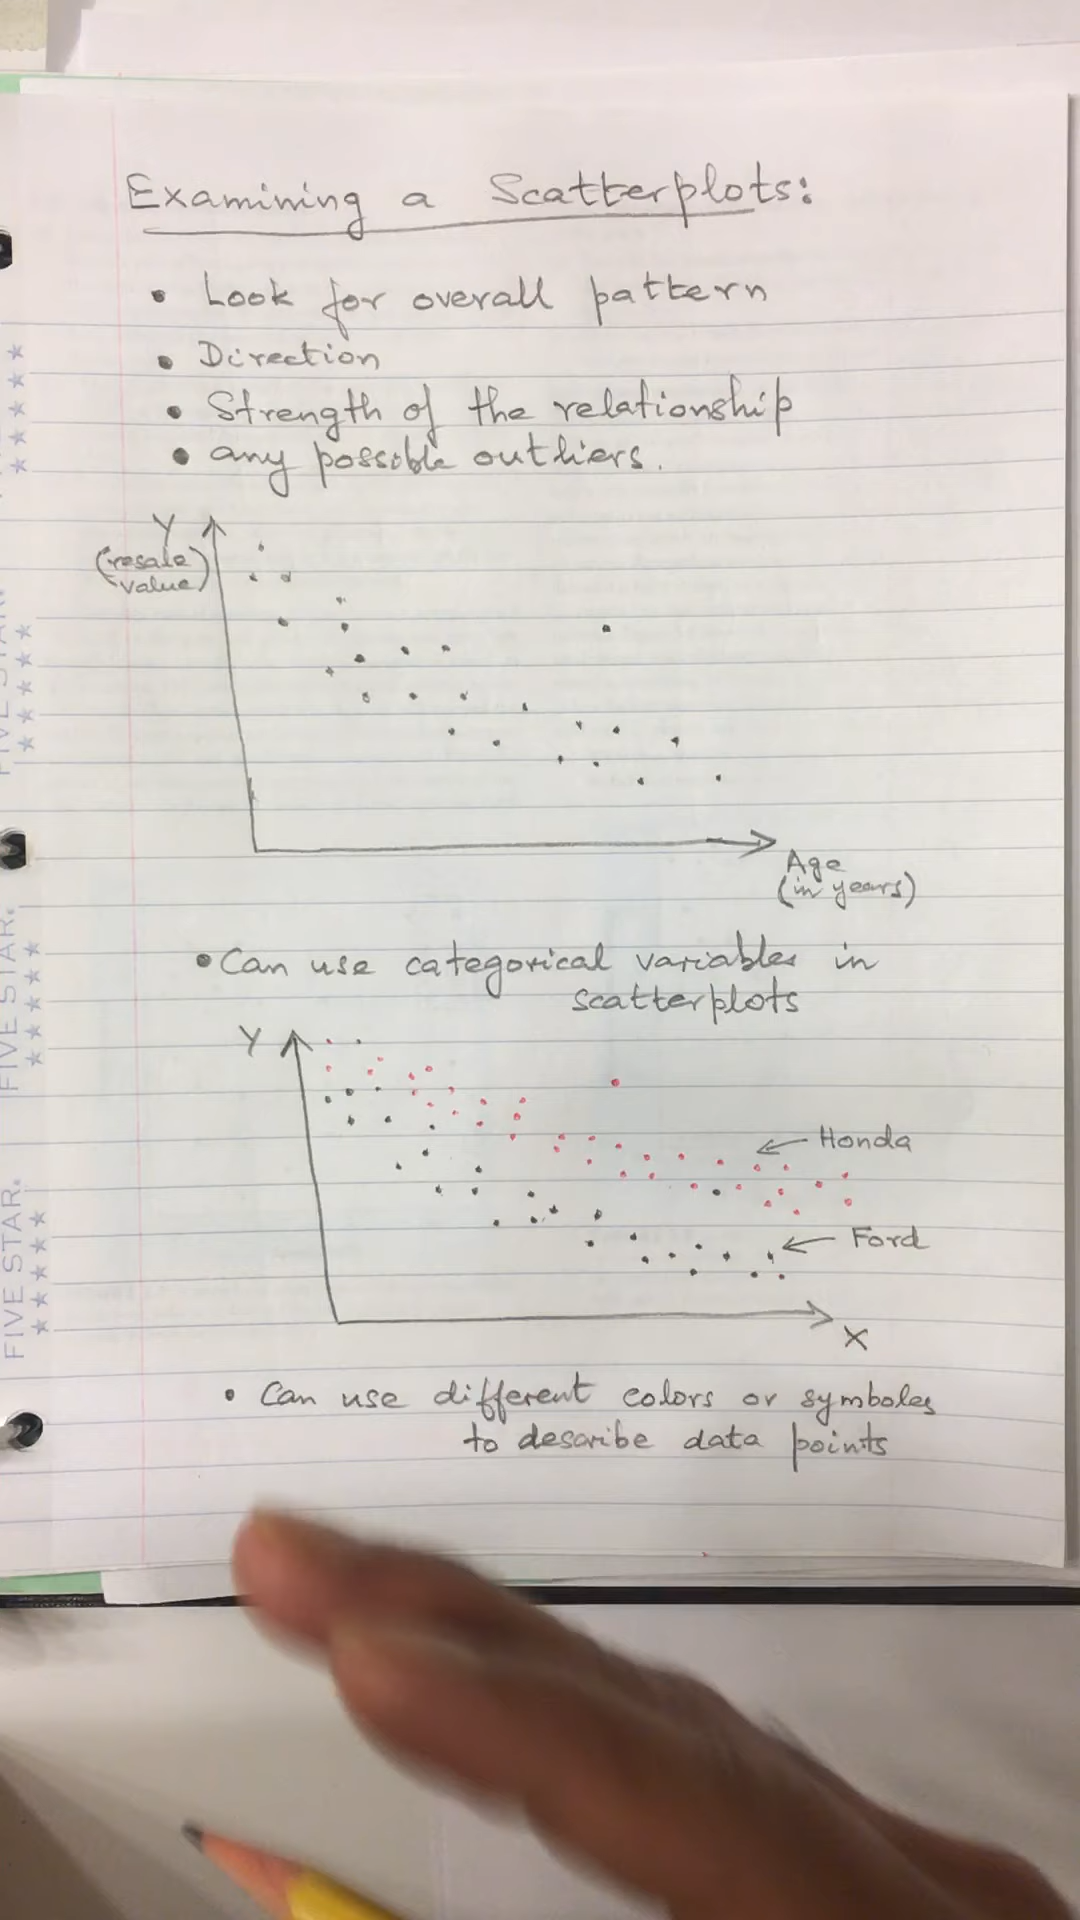 Examining a Scatterplots:
• Look for overall pattern
• Direction
• Strength of the relationship
• any possible outliers.
Y
(resale
value)
Age
(in years)
• Can use categorical variables in
scatterplots
Y
Honda
Ford
X
• Can use different colors or symboles
to describe data points
FIVE STAR.
FIVE STAR.
FIVE STAR.